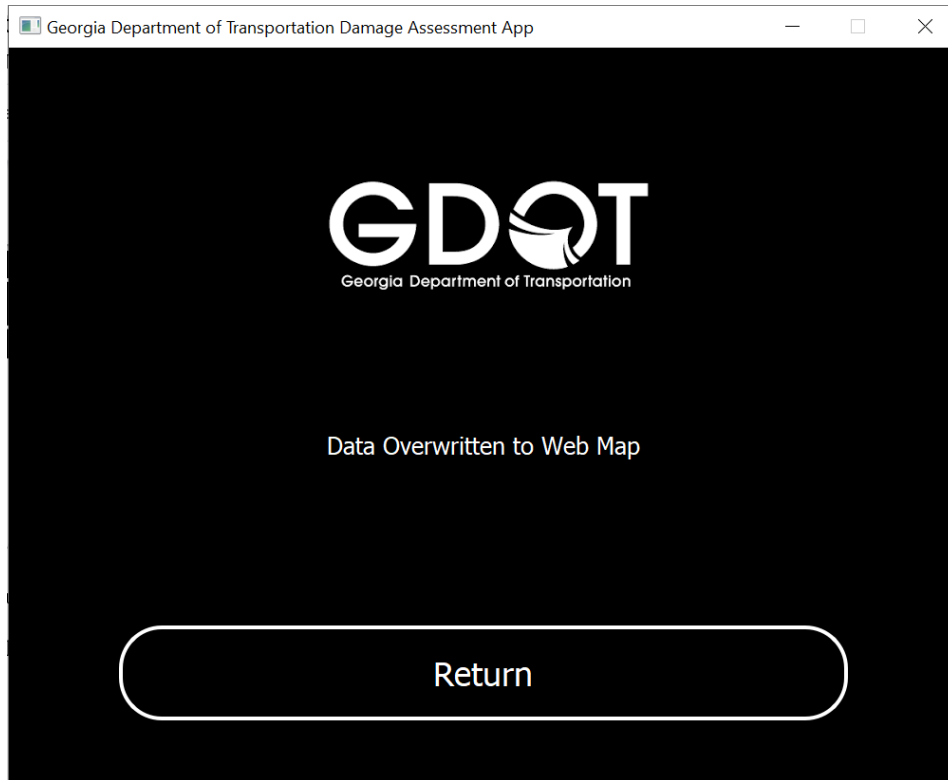 Georgia Department of Transportation Damage Assessment App
GDOT
Georgia Department of Transportation
Data Overwritten to Web Map
Return